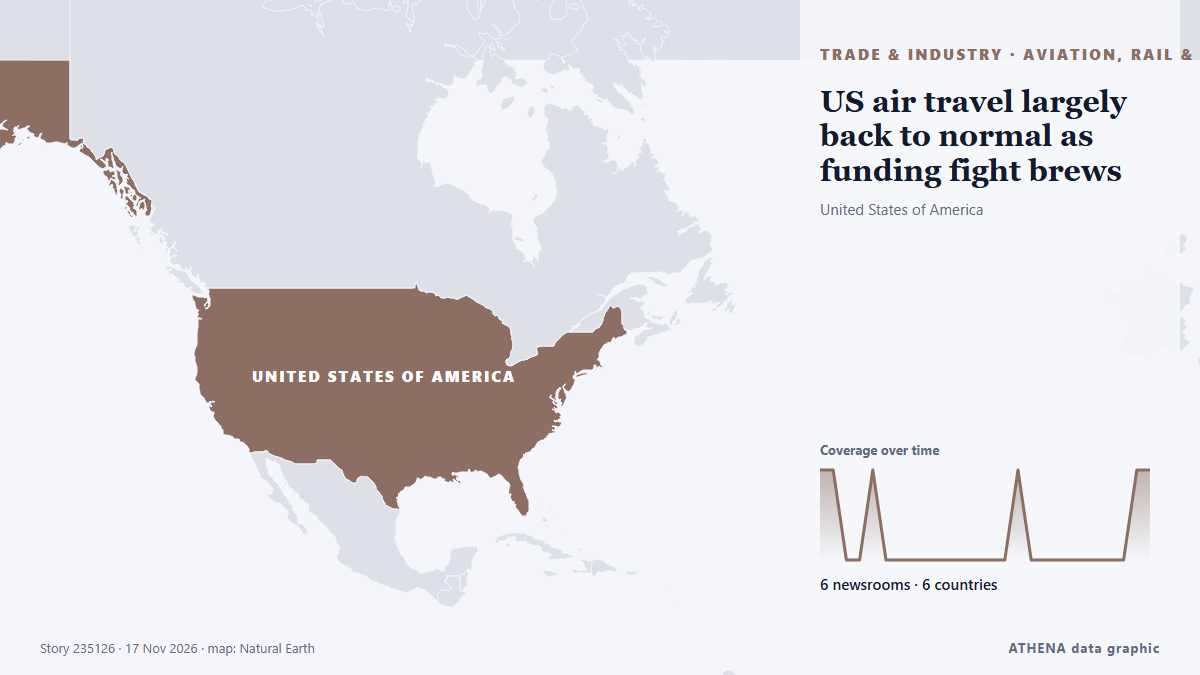 TRADE & INDUSTRY · AVIATION, RAIL &
US air travel largely
back to normal as
funding fight brews
United States of America
UNITED STATES OF AMERICA
Coverage over time
6 newsrooms · 6 countries
Story 235126 · 17 Nov 2026 · map: Natural Earth
ATHENA data graphic